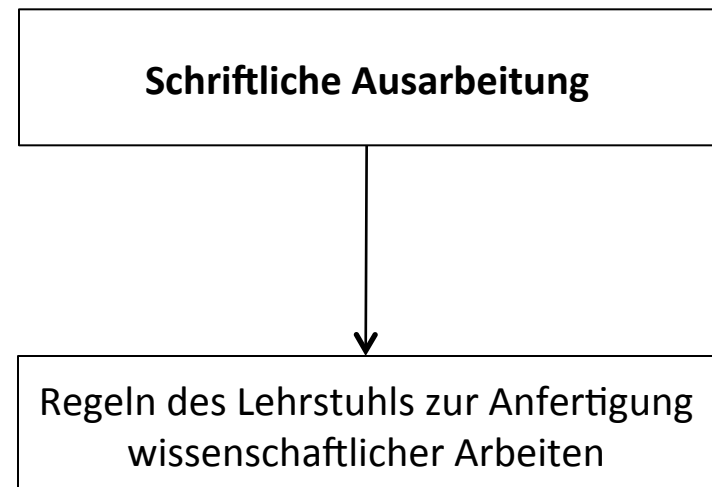 Schriftliche Ausarbeitung
Regeln des Lehrstuhls zur Anfertigung
wissenschaftlicher Arbeiten